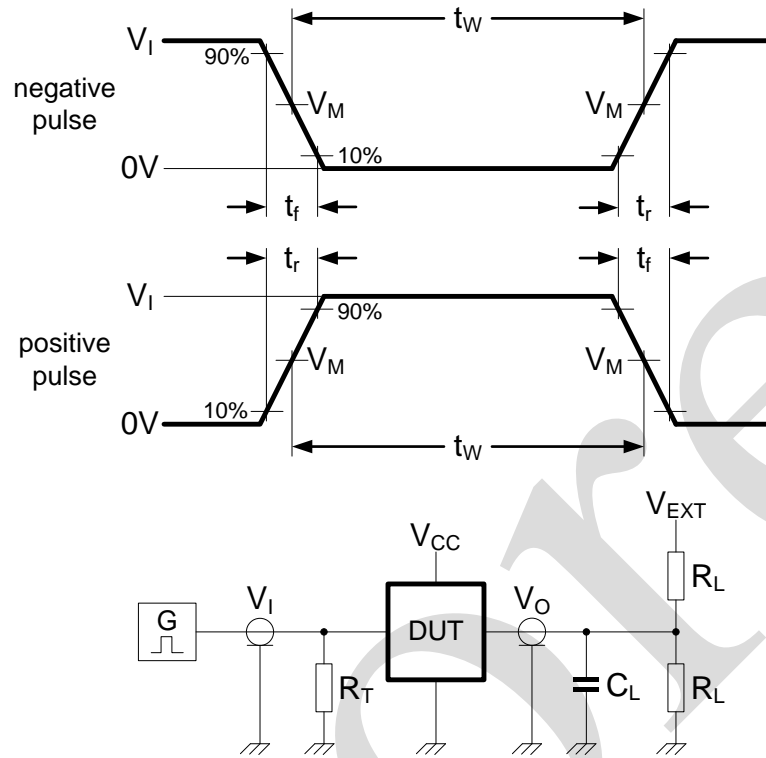 t_W
V_I
90%
negative
pulse
V_M
V_M
10%
0V
t_f
t_r
t_r
t_f
V_I
90%
positive
pulse
V_M
V_M
10%
0V
t_W
V_EXT
V_CC
R_L
V_I
V_O
G
DUT
R_T
C_L
R_L